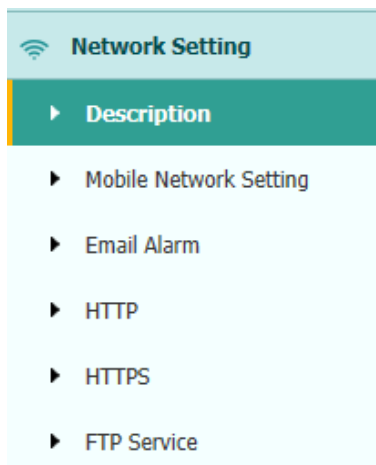 Network Setting
Description
Mobile Network Setting
Email Alarm
HTTP
HTTPS
FTP Service